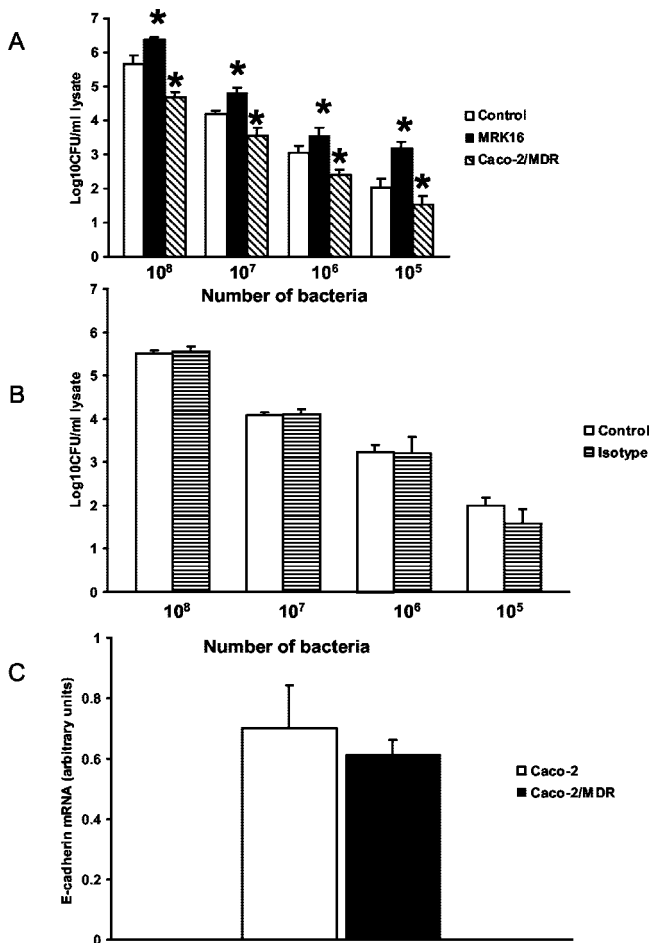 A
Log10CFU/ml lysate
7
6
5
4
3
2
1
0
* * * * * * * *
10⁸ 10⁷ 10⁶ 10⁵
Number of bacteria
Control
MRK16
Caco-2/MDR
B
Log10CFU/ml lysate
7
6
5
4
3
2
1
0
10⁸ 10⁷ 10⁶ 10⁵
Number of bacteria
Control
Isotype
C
E-cadherin mRNA (arbitrary units)
1
0.8
0.6
0.4
0.2
0
Caco-2
Caco-2/MDR